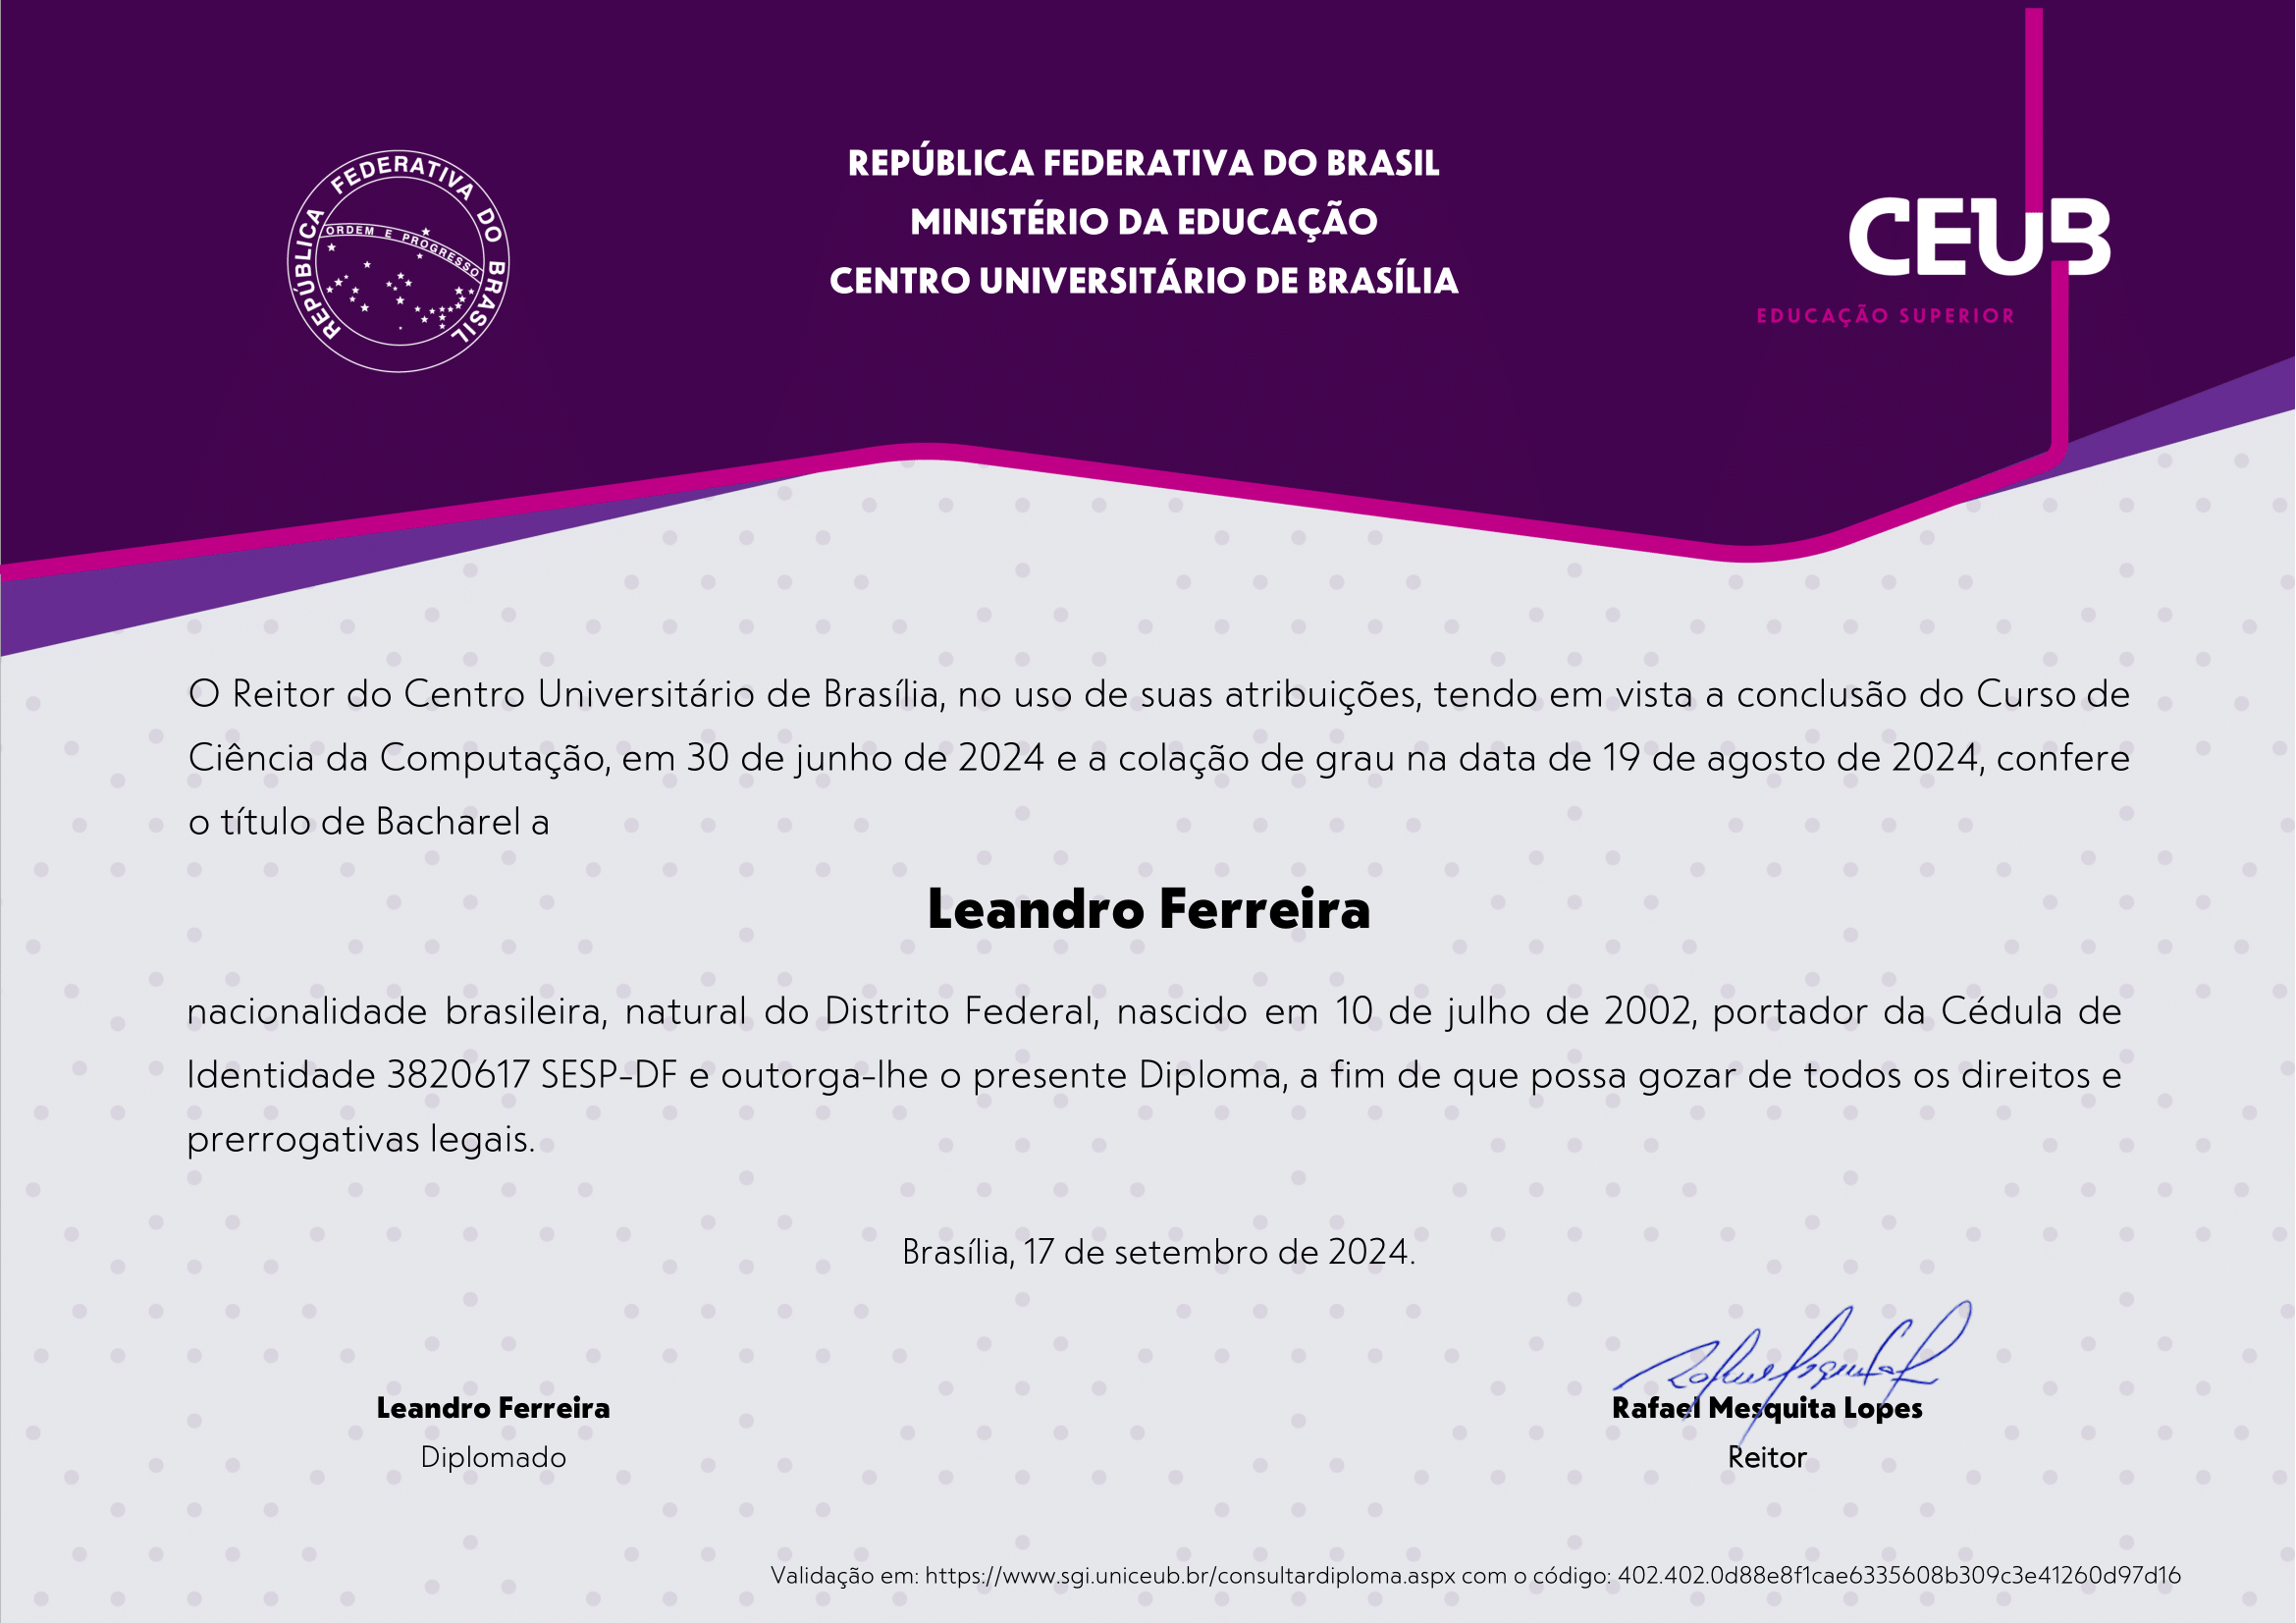 REPÚBLICA FEDERATIVA DO BRASIL
ORDEM E PROGRESSO
REPÚBLICA FEDERATIVA DO BRASIL
MINISTÉRIO DA EDUCAÇÃO
CENTRO UNIVERSITÁRIO DE BRASÍLIA
CEUB
EDUCAÇÃO SUPERIOR
O Reitor do Centro Universitário de Brasília, no uso de suas atribuições, tendo em vista a conclusão do Curso de
Ciência da Computação, em 30 de junho de 2024 e a colação de grau na data de 19 de agosto de 2024, confere
o título de Bacharel a
Leandro Ferreira
nacionalidade brasileira, natural do Distrito Federal, nascido em 10 de julho de 2002, portador da Cédula de
Identidade 3820617 SESP-DF e outorga-lhe o presente Diploma, a fim de que possa gozar de todos os direitos e
prerrogativas legais.
Brasília, 17 de setembro de 2024.
Leandro Ferreira
Diplomado
Rafael Mesquita Lopes
Reitor
Validação em: https://www.sgi.uniceub.br/consultardiploma.aspx com o código: 402.402.0d88e8f1cae6335608b309c3e41260d97d16